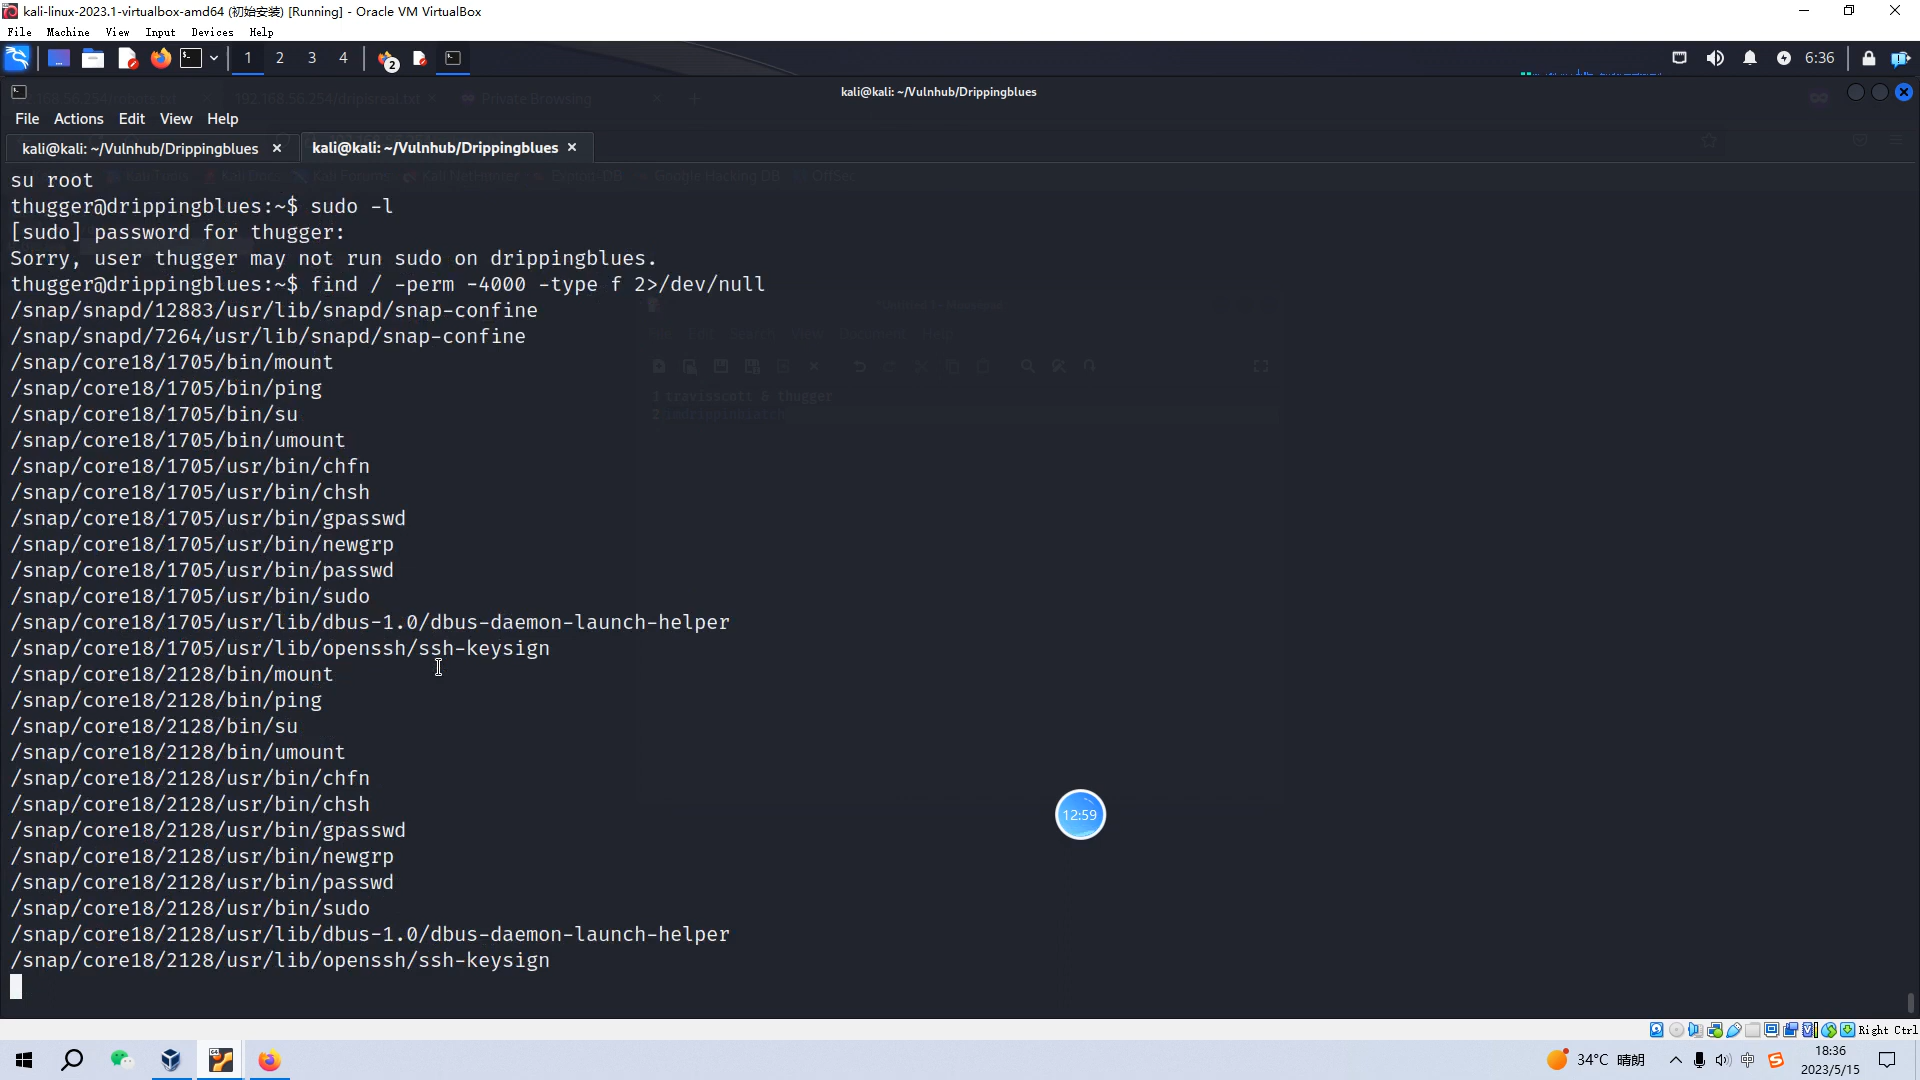 kali-linux-2023.1-virtualbox-amd64 (初始安装) [Running] - Oracle VM VirtualBox
File Machine View Input Devices Help
1 2 3 4 2 6:36
kali@kali: ~/Vulnhub/Drippingblues
File Actions Edit View Help
kali@kali: ~/Vulnhub/Drippingblues × kali@kali: ~/Vulnhub/Drippingblues ×
su root
thugger@drippingblues:~$ sudo -l
[sudo] password for thugger:
Sorry, user thugger may not run sudo on drippingblues.
thugger@drippingblues:~$ find / -perm -4000 -type f 2>/dev/null
/snap/snapd/12883/usr/lib/snapd/snap-confine
/snap/snapd/7264/usr/lib/snapd/snap-confine
/snap/core18/1705/bin/mount
/snap/core18/1705/bin/ping
/snap/core18/1705/bin/su
/snap/core18/1705/bin/umount
/snap/core18/1705/usr/bin/chfn
/snap/core18/1705/usr/bin/chsh
/snap/core18/1705/usr/bin/gpasswd
/snap/core18/1705/usr/bin/newgrp
/snap/core18/1705/usr/bin/passwd
/snap/core18/1705/usr/bin/sudo
/snap/core18/1705/usr/lib/dbus-1.0/dbus-daemon-launch-helper
/snap/core18/1705/usr/lib/openssh/ssh-keysign
/snap/core18/2128/bin/mount
/snap/core18/2128/bin/ping
/snap/core18/2128/bin/su
/snap/core18/2128/bin/umount
/snap/core18/2128/usr/bin/chfn
/snap/core18/2128/usr/bin/chsh
/snap/core18/2128/usr/bin/gpasswd
/snap/core18/2128/usr/bin/newgrp
/snap/core18/2128/usr/bin/passwd
/snap/core18/2128/usr/bin/sudo
/snap/core18/2128/usr/lib/dbus-1.0/dbus-daemon-launch-helper
/snap/core18/2128/usr/lib/openssh/ssh-keysign
12:59
Right Ctrl
34°C 晴朗 中 18:36
2023/5/15